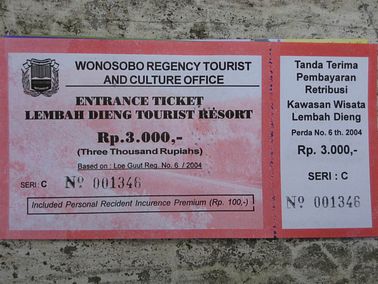 WONOSOBO REGENCY TOURIST
AND CULTURE OFFICE
ENTRANCE TICKET
LEMBAH DIENG TOURIST RESORT
Rp.3.000,-
(Three Thousand Rupiahs)
Based on : Loe Guut Reg. No. 6 / 2004
SERI : C No 001346
Included Personal Recident Incurence Premium (Rp. 100,-)
Tanda Terima
Pembayaran
Retribusi
Kawasan Wisata
Lembah Dieng
Perda No. 6 th. 2004
Rp. 3.000,-
SERI : C
No 001346